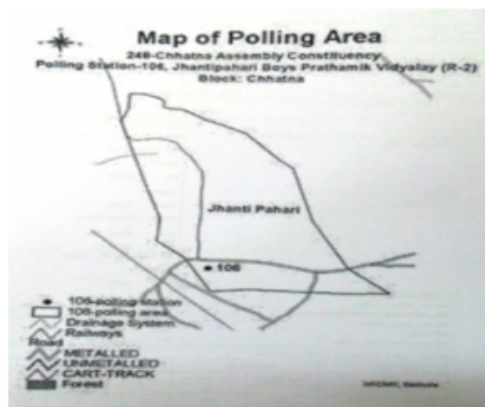 Map of Polling Area
248-Chhatna Assembly Constituency
Polling Station-106, Jhantipahari Boys Prathamik Vidyalay (R-2)
Block: Chhatna
Jhanti Pahari
106
106-polling station
106-polling area
Drainage System
Railways
Road
METALLED
UNMETALLED
CART-TRACK
Forest